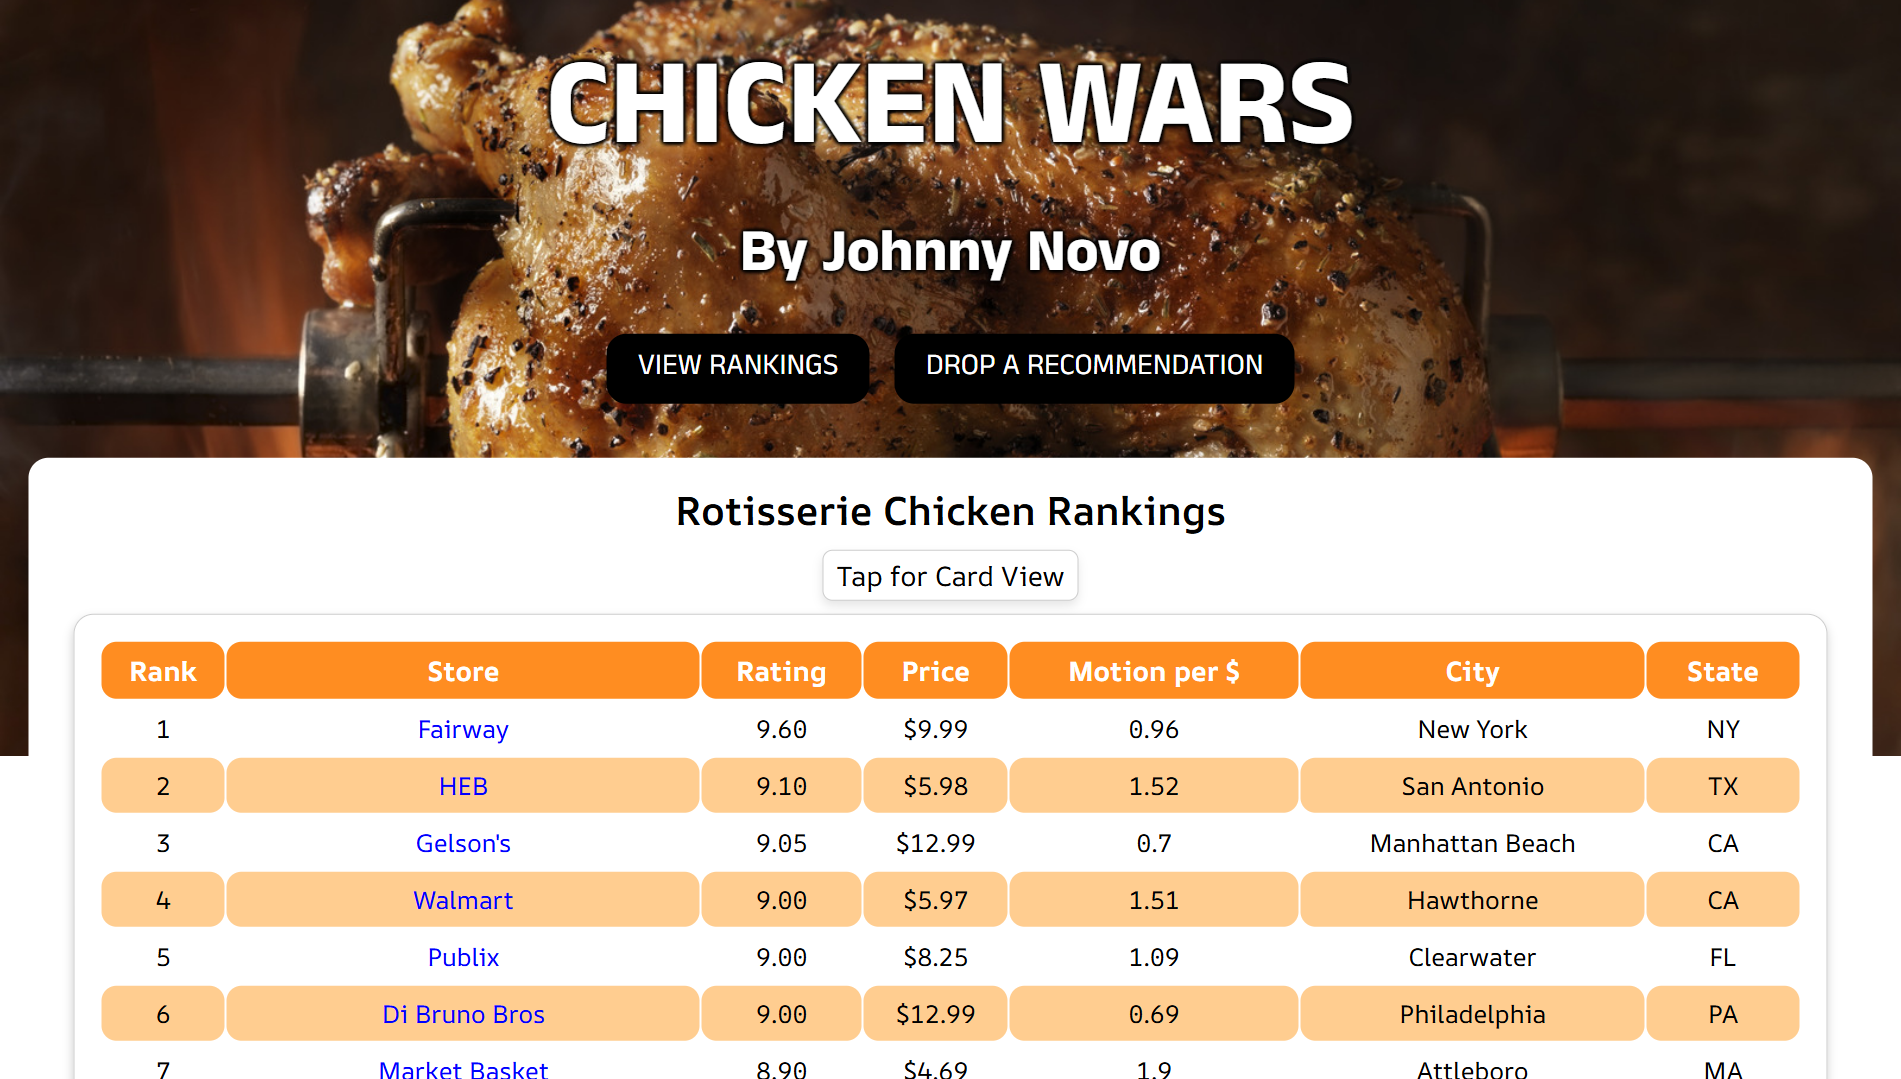 CHICKEN WARS
By Johnny Novo
VIEW RANKINGS DROP A RECOMMENDATION
Rotisserie Chicken Rankings
Tap for Card View
Rank Store Rating Price Motion per $ City State
1 Fairway 9.60 $9.99 0.96 New York NY
2 HEB 9.10 $5.98 1.52 San Antonio TX
3 Gelson's 9.05 $12.99 0.7 Manhattan Beach CA
4 Walmart 9.00 $5.97 1.51 Hawthorne CA
5 Publix 9.00 $8.25 1.09 Clearwater FL
6 Di Bruno Bros 9.00 $12.99 0.69 Philadelphia PA
7 Market Basket 8.90 $4.69 1.9 Attleboro MA